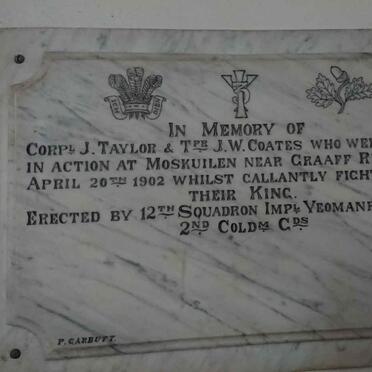 IN MEMORY OF
CORPL J. TAYLOR & TPR J.W. COATES WHO WE
IN ACTION AT MOSKUILEN NEAR GRAAFF R
APRIL 20TH 1902 WHILST GALLANTLY FIGH
THEIR KING.
ERECTED BY 12TH SQUADRON IMPL YEOMAN
2ND COLDM GDS
P. GARBUTT.